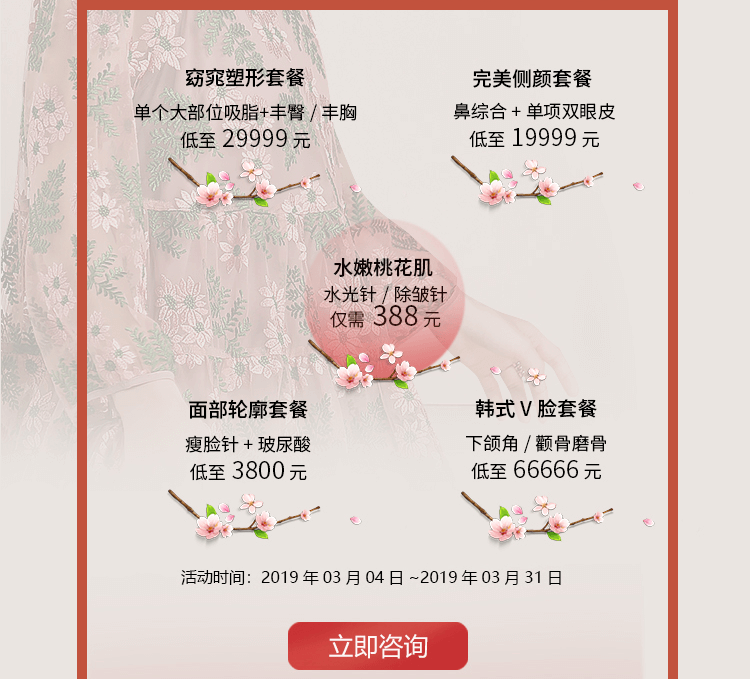 窈窕塑形套餐
单个大部位吸脂+丰臀 / 丰胸
低至 29999 元
完美侧颜套餐
鼻综合 + 单项双眼皮
低至 19999 元
水嫩桃花肌
水光针 / 除皱针
仅需 388 元
面部轮廓套餐
瘦脸针 + 玻尿酸
低至 3800 元
韩式 V 脸套餐
下颌角 / 颧骨磨骨
低至 66666 元
活动时间：2019 年 03 月 04 日 ~2019 年 03 月 31 日
立即咨询